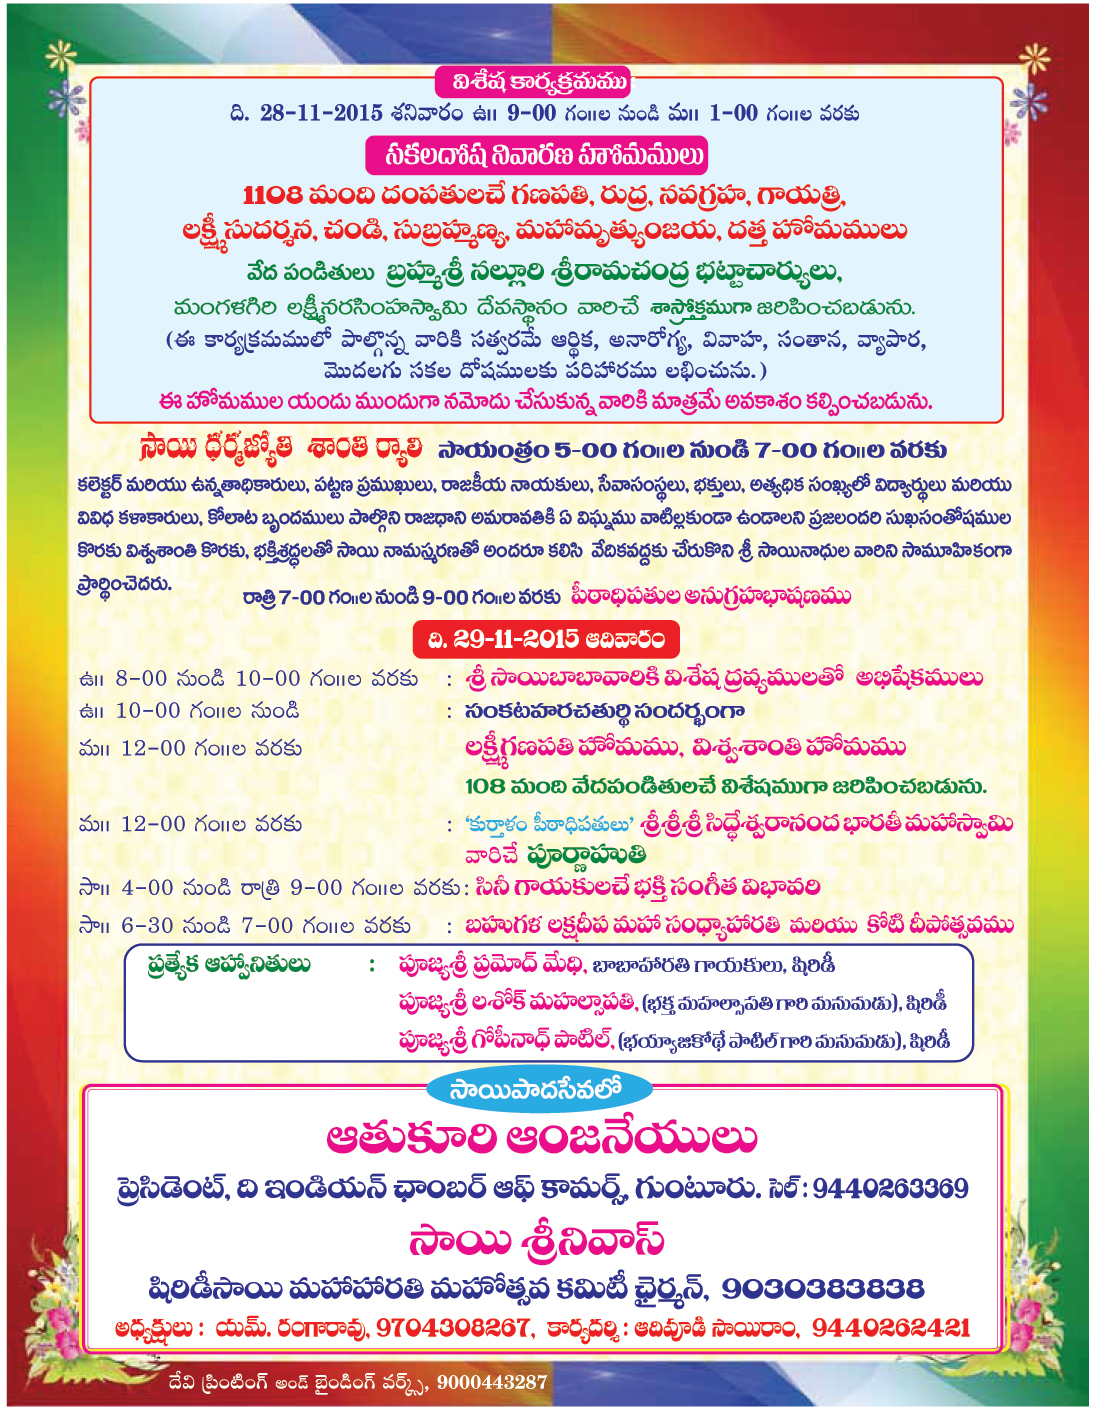 విశేష కార్యక్రమము
ది. 28-11-2015 శనివారం ఉ॥ 9-00 గం॥ల నుండి మ॥ 1-00 గం॥ల వరకు
సకలదోష నివారణ హోమములు
1108 మంది దంపతులచే గణపతి, రుద్ర, నవగ్రహ, గాయత్రి,
లక్ష్మీసుదర్శన, చండి, సుబ్రహ్మణ్య, మహామృత్యుంజయ, దత్త హోమములు
వేద పండితులు బ్రహ్మశ్రీ నల్లూరి శ్రీరామచంద్ర భట్టాచార్యులు,
మంగళగిరి లక్ష్మీనరసింహస్వామి దేవస్థానం వారిచే శాస్త్రోక్తముగా జరిపించబడును.
(ఈ కార్యక్రమములో పాల్గొన్న వారికి సత్వరమే ఆర్థిక, అనారోగ్య, వివాహ, సంతాన, వ్యాపార,
మొదలగు సకల దోషములకు పరిహారము లభించును.)
ఈ హోమముల యందు ముందుగా నమోదు చేసుకున్న వారికి మాత్రమే అవకాశం కల్పించబడును.
సాయి ధర్మజ్యోతి శాంతి ర్యాలి సాయంత్రం 5-00 గం॥ల నుండి 7-00 గం॥ల వరకు
కలెక్టర్ మరియు ఉన్నతాధికారులు, పట్టణ ప్రముఖులు, రాజకీయ నాయకులు, సేవాసంస్థలు, భక్తులు, అత్యధిక సంఖ్యలో విద్యార్థులు మరియు
వివిధ కళాకారులు, కోలాట బృందములు పాల్గొని రాజధాని అమరావతికి ఏ విఘ్నము వాటిల్లకుండా ఉండాలని ప్రజలందరి సుఖసంతోషముల
కొరకు విశ్వశాంతి కొరకు, భక్తిశ్రద్ధలతో సాయి నామస్మరణతో అందరూ కలిసి వేదికవద్దకు చేరుకొని శ్రీ సాయినాధుల వారిని సామూహికంగా
ప్రార్థించెదరు.
రాత్రి 7-00 గం॥ల నుండి 9-00 గం॥ల వరకు పీఠాధిపతుల అనుగ్రహభాషణము
ది. 29-11-2015 ఆదివారం
ఉ॥ 8-00 నుండి 10-00 గం॥ల వరకు : శ్రీ సాయిబాబావారికి విశేష ద్రవ్యములతో అభిషేకములు
ఉ॥ 10-00 గం॥ల నుండి : సంకటహరచతుర్థి సందర్భంగా
మ॥ 12-00 గం॥ల వరకు లక్ష్మీగణపతి హోమము, విశ్వశాంతి హోమము
108 మంది వేదపండితులచే విశేషముగా జరిపించబడును.
మ॥ 12-00 గం॥ల వరకు : 'కుర్తాళం పీఠాధిపతులు' శ్రీశ్రీశ్రీ సిద్ధేశ్వరానంద భారతీ మహాస్వామి
వారిచే పూర్ణాహుతి
సా॥ 4-00 నుండి రాత్రి 9-00 గం॥ల వరకు : సినీ గాయకులచే భక్తి సంగీత విభావరి
సా॥ 6-30 నుండి 7-00 గం॥ల వరకు : బహుగళ లక్షదీప మహా సంధ్యాహారతి మరియు కోటి దీపోత్సవము
ప్రత్యేక ఆహ్వానితులు : పూజ్యశ్రీ ప్రమోద్ మేధి, బాబాహారతి గాయకులు, షిరిడీ
పూజ్యశ్రీ లశోక్ మహల్సాపతి, (భక్త మహల్సాపతి గారి మనుమడు), షిరిడీ
పూజ్యశ్రీ గోపీనాధ్ పాటిల్, (భయ్యాజికోథే పాటిల్ గారి మనుమడు), షిరిడీ
సాయిపాదసేవలో
ఆతుకూరి ఆంజనేయులు
ప్రెసిడెంట్, ది ఇండియన్ ఛాంబర్ ఆఫ్ కామర్స్, గుంటూరు. సెల్ : 9440263369
సాయి శ్రీనివాస్
షిరిడీసాయి మహాహారతి మహోత్సవ కమిటీ ఛైర్మన్, 9030383838
అధ్యక్షులు : యమ్. రంగారావు, 9704308267, కార్యదర్శి : ఆదిపూడి సాయిరాం, 9440262421
దేవి ప్రింటింగ్ అండ్ బైండింగ్ వర్క్స్, 9000443287